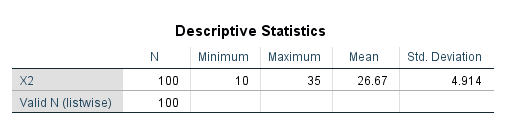 Descriptive Statistics
N Minimum Maximum Mean Std. Deviation
X2 100 10 35 26.67 4.914
Valid N (listwise) 100